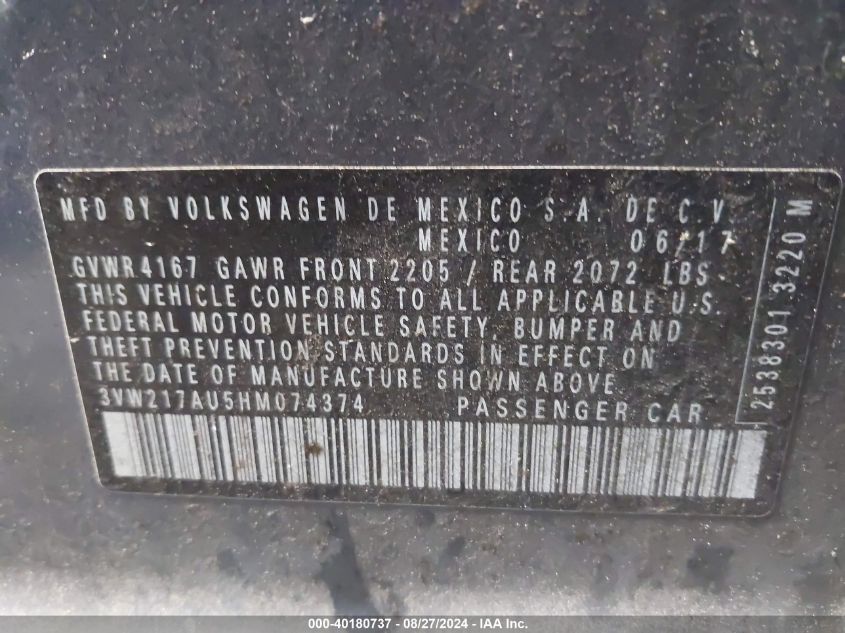 MFD BY VOLKSWAGEN DE MEXICO S.A. DE C.V.
MEXICO 06/17
GVWR4167 GAWR FRONT 2205 / REAR 2072 LBS
THIS VEHICLE CONFORMS TO ALL APPLICABLE U.S.
FEDERAL MOTOR VEHICLE SAFETY, BUMPER AND
THEFT PREVENTION STANDARDS IN EFFECT ON
THE DATE OF MANUFACTURE SHOWN ABOVE
3VW217AU5HM074374 PASSENGER CAR
2538301 3220 M
000-40180737 - 08/27/2024 - IAA Inc.